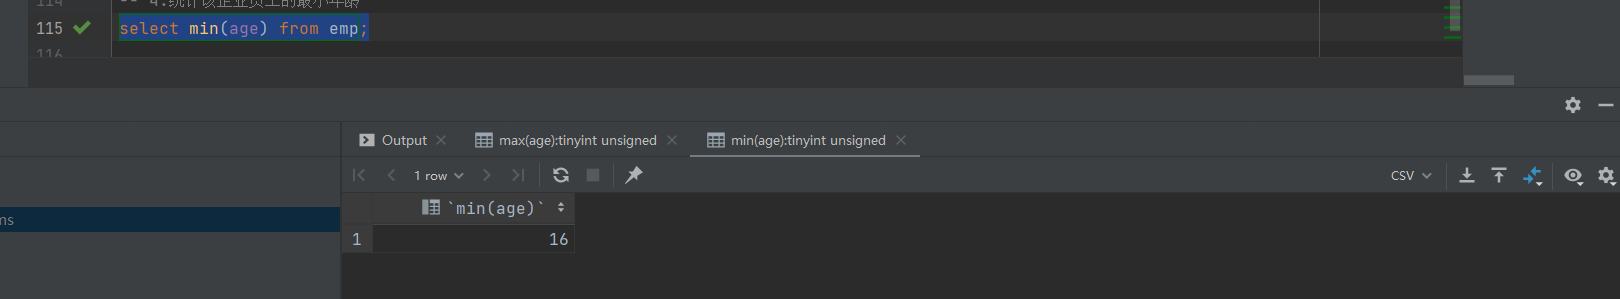 114
-- 4.统计该企业员工的最小年龄
115 select min(age) from emp;
116
Output
max(age):tinyint unsigned
min(age):tinyint unsigned
1 row
CSV
`min(age)`
ms
1 16